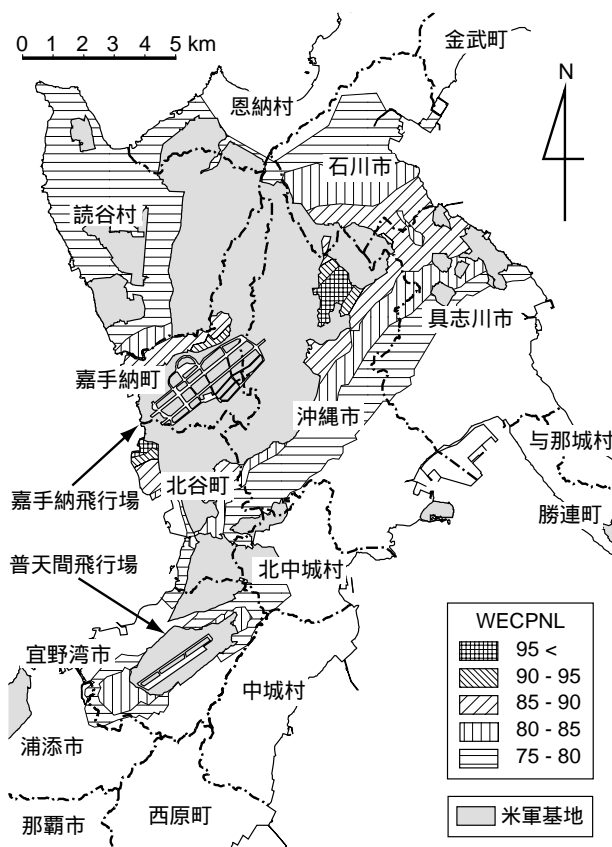 0 1 2 3 4 5 km
金武町
N
恩納村
石川市
読谷村
具志川市
嘉手納町
沖縄市
与那城村
北谷町
嘉手納飛行場
勝連町
普天間飛行場
北中城村
宜野湾市
中城村
浦添市
那覇市
西原町
WECPNL
95 <
90 - 95
85 - 90
80 - 85
75 - 80
米軍基地